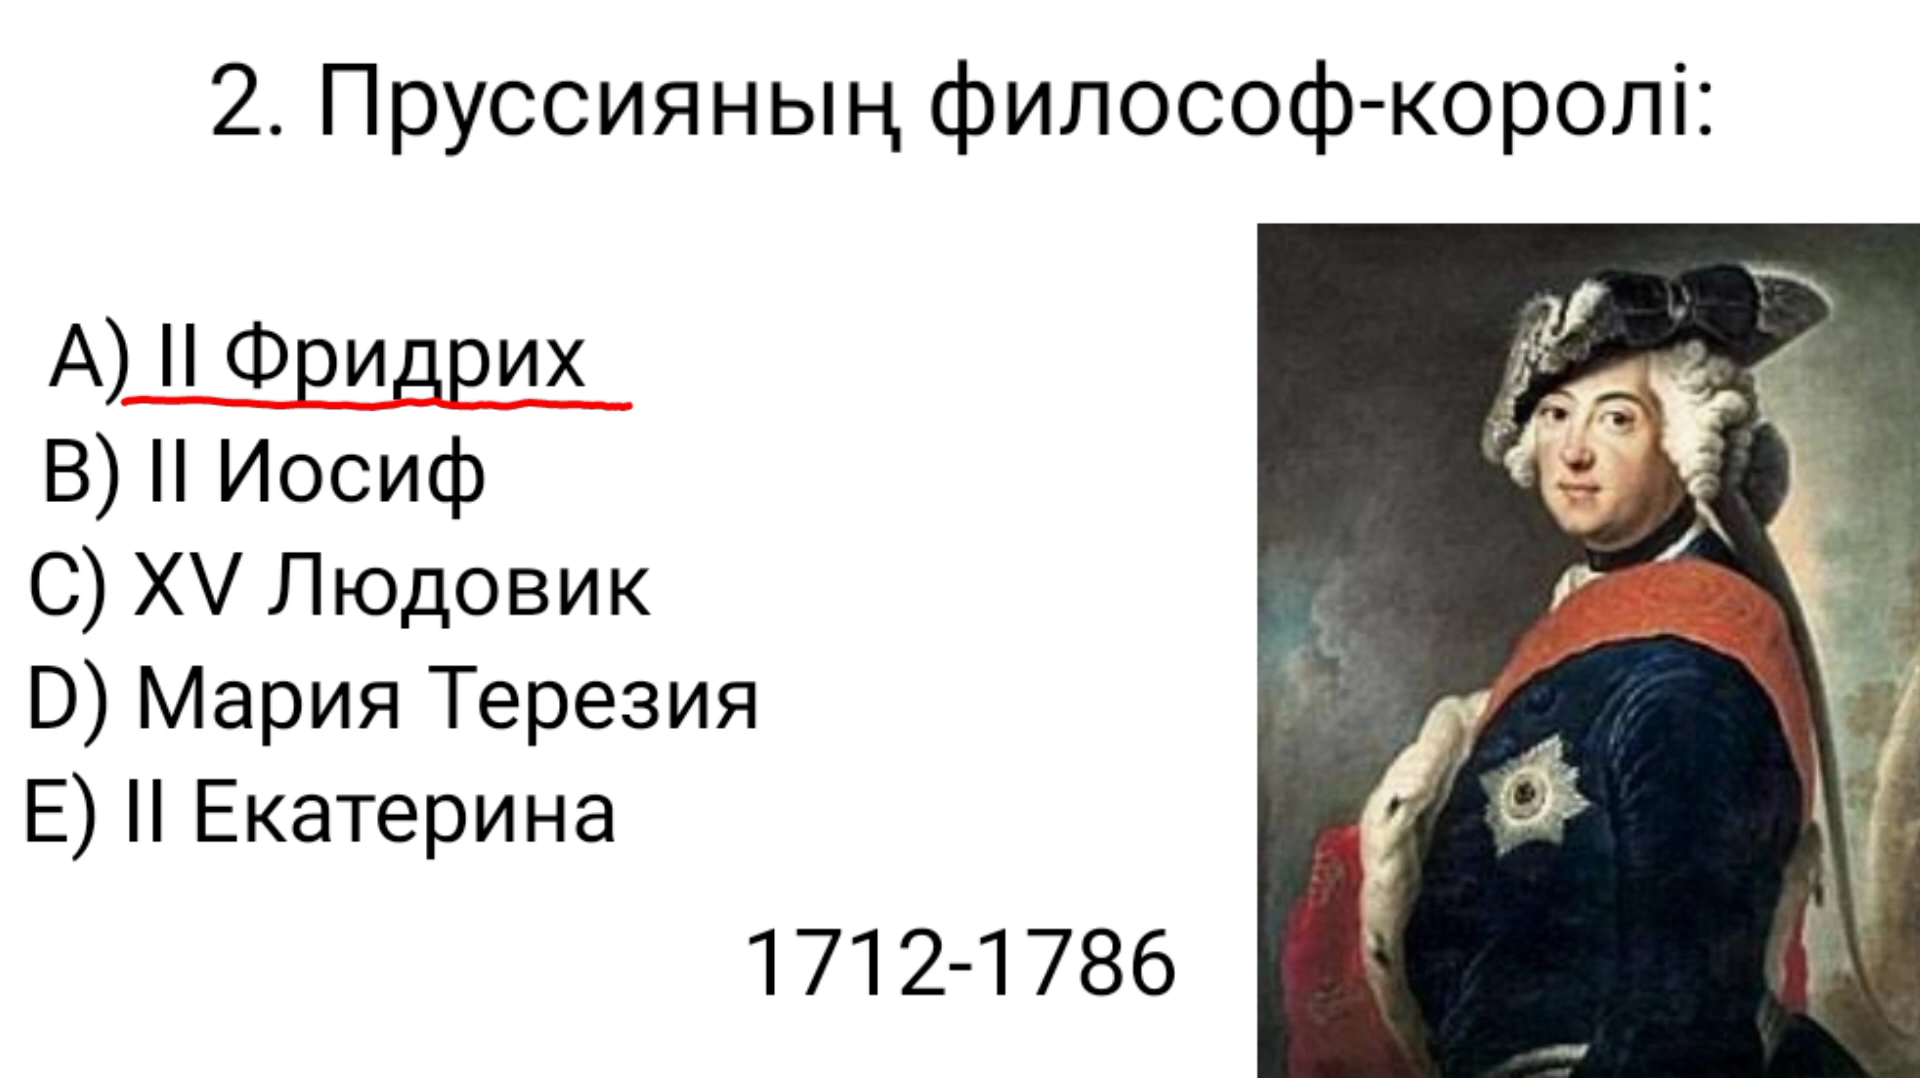 2. Пруссияның философ-королі:
A) II Фридрих
B) II Иосиф
C) XV Людовик
D) Мария Терезия
E) II Екатерина
1712-1786